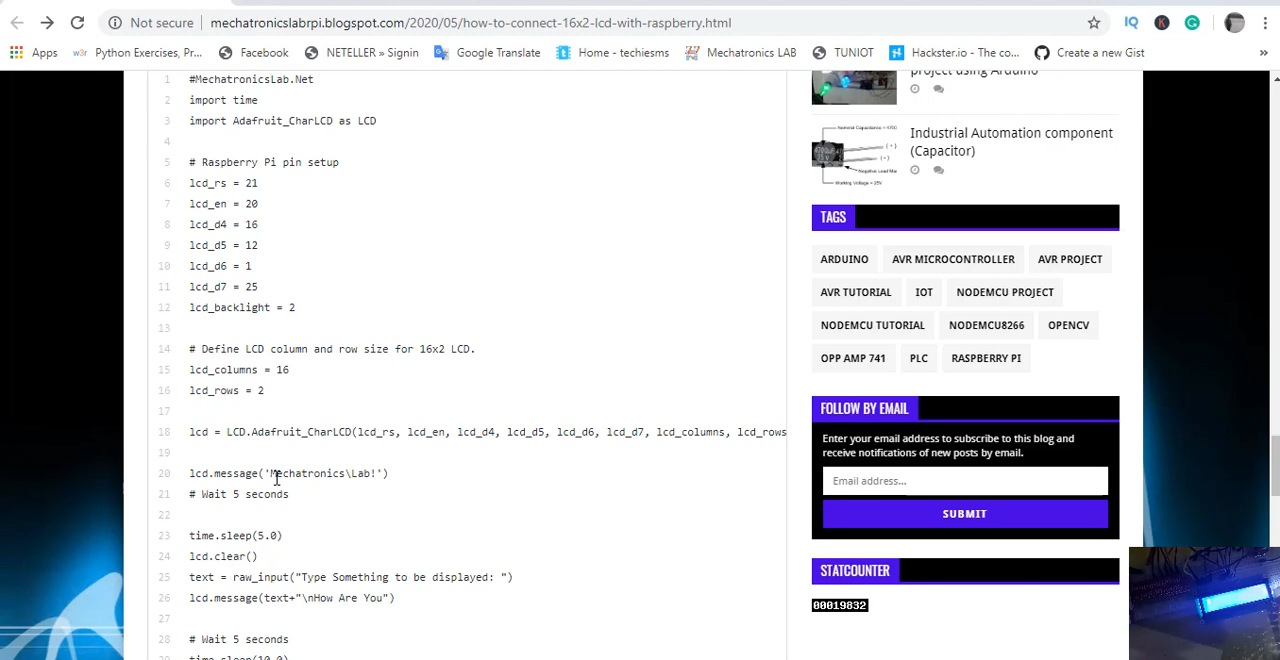 Not secure | mechatronicslabrpi.blogspot.com/2020/05/how-to-connect-16x2-lcd-with-raspberry.html
Apps w3r Python Exercises, Pr... Facebook NETELLER » Signin Google Translate Home - techiesms Mechatronics LAB TUNIOT Hackster.io - The co... Create a new Gist »
1 #MechatronicsLab.Net
2 import time
3 import Adafruit_CharLCD as LCD
4
5 # Raspberry Pi pin setup
6 lcd_rs = 21
7 lcd_en = 20
8 lcd_d4 = 16
9 lcd_d5 = 12
10 lcd_d6 = 1
11 lcd_d7 = 25
12 lcd_backlight = 2
13
14 # Define LCD column and row size for 16x2 LCD.
15 lcd_columns = 16
16 lcd_rows = 2
17
18 lcd = LCD.Adafruit_CharLCD(lcd_rs, lcd_en, lcd_d4, lcd_d5, lcd_d6, lcd_d7, lcd_columns, lcd_rows
19
20 lcd.message('Mechatronics\Lab!')
21 # Wait 5 seconds
22
23 time.sleep(5.0)
24 lcd.clear()
25 text = raw_input("Type Something to be displayed: ")
26 lcd.message(text+"\nHow Are You")
27
28 # Wait 5 seconds
29 time.sleep(10.0)
project using Arduino
Industrial Automation component
(Capacitor)
TAGS
ARDUINO AVR MICROCONTROLLER AVR PROJECT
AVR TUTORIAL IOT NODEMCU PROJECT
NODEMCU TUTORIAL NODEMCU8266 OPENCV
OPP AMP 741 PLC RASPBERRY PI
FOLLOW BY EMAIL
Enter your email address to subscribe to this blog and
receive notifications of new posts by email.
Email address...
SUBMIT
STATCOUNTER
00019832